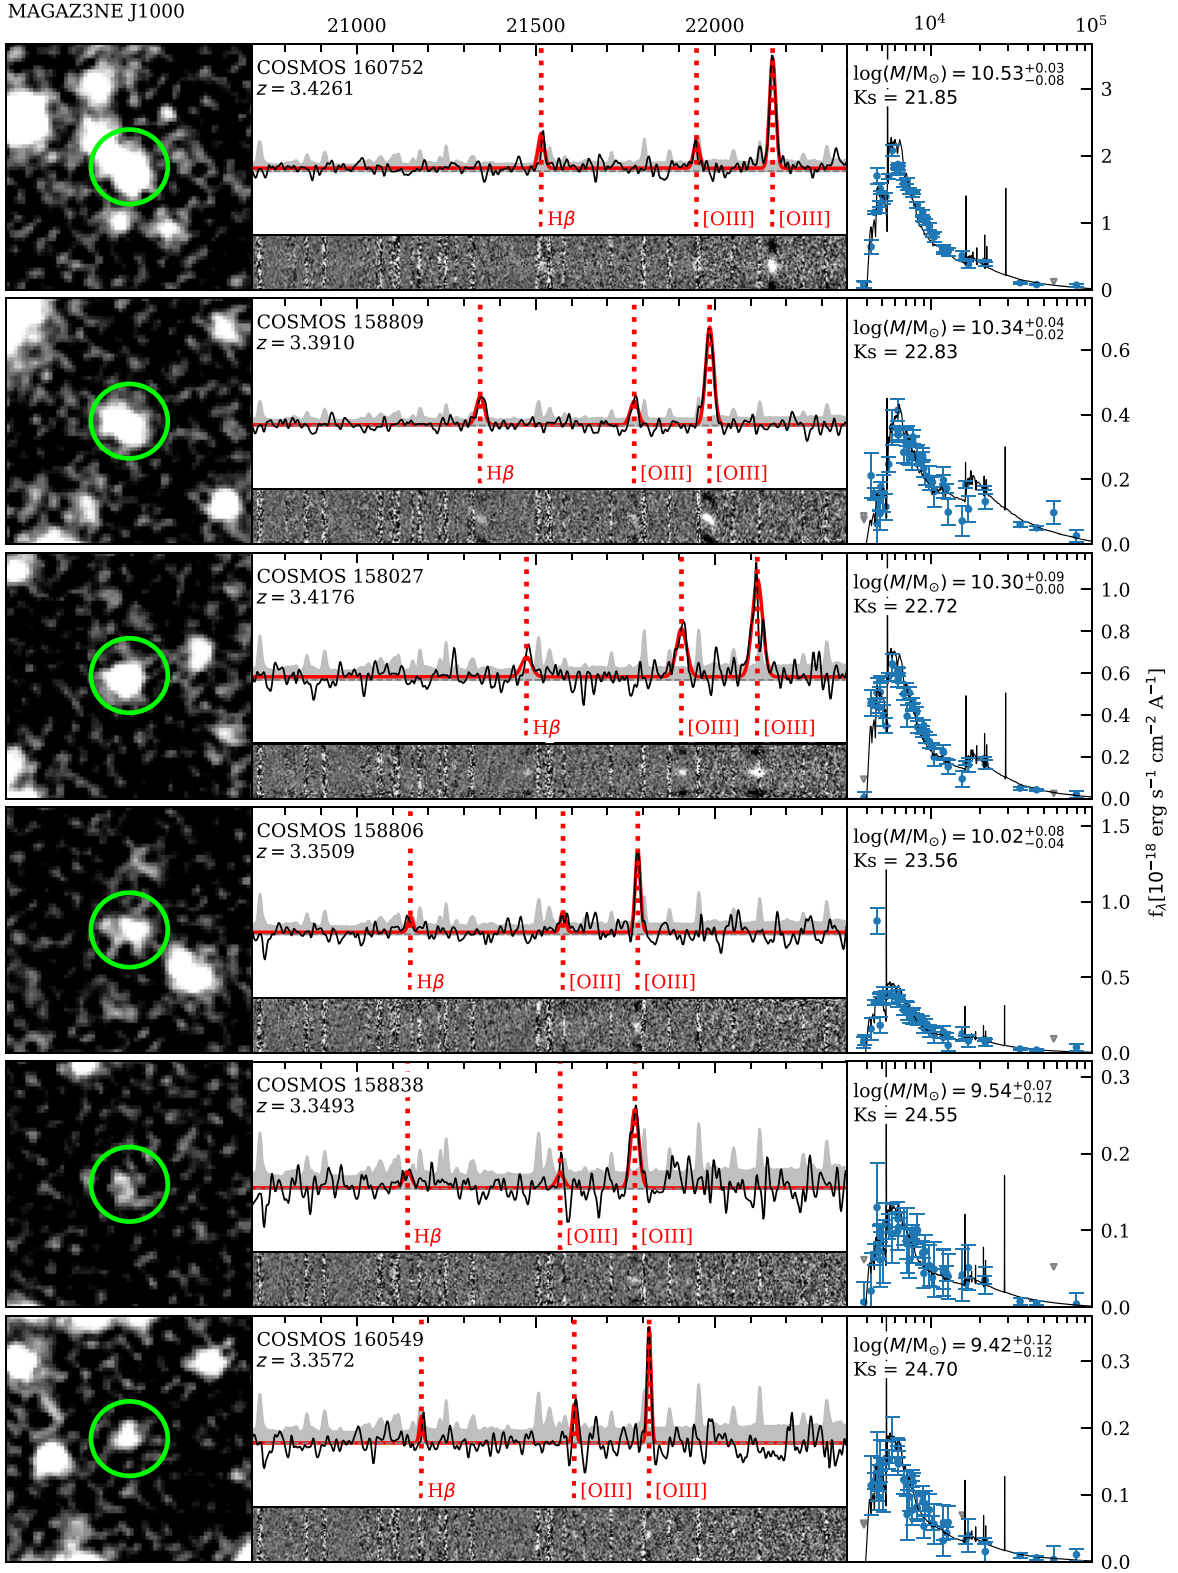 MAGAZ3NE J1000
21000 21500 22000 10⁴ 10⁵
COSMOS 160752
z = 3.4261
Hβ [OIII] [OIII]
log(M/M⊙) = 10.53+0.03−0.08
Ks = 21.85
3
2
1
0
COSMOS 158809
z = 3.3910
Hβ [OIII] [OIII]
log(M/M⊙) = 10.34+0.04−0.02
Ks = 22.83
0.6
0.4
0.2
0.0
COSMOS 158027
z = 3.4176
Hβ [OIII] [OIII]
log(M/M⊙) = 10.30+0.09−0.00
Ks = 22.72
1.0
0.8
0.6
0.4
0.2
0.0
fλ[10⁻¹⁸ erg s⁻¹ cm⁻² A⁻¹]
COSMOS 158806
z = 3.3509
Hβ [OIII] [OIII]
log(M/M⊙) = 10.02+0.08−0.04
Ks = 23.56
1.5
1.0
0.5
0.0
COSMOS 158838
z = 3.3493
Hβ [OIII] [OIII]
log(M/M⊙) = 9.54+0.07−0.12
Ks = 24.55
0.3
0.2
0.1
0.0
COSMOS 160549
z = 3.3572
Hβ [OIII] [OIII]
log(M/M⊙) = 9.42+0.12−0.12
Ks = 24.70
0.3
0.2
0.1
0.0